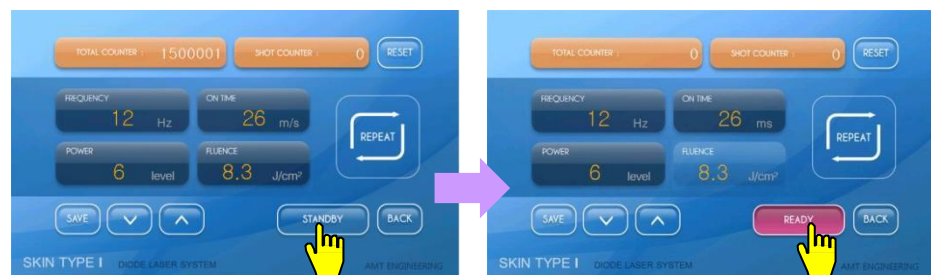 TOTAL COUNTER : 1500001 SHOT COUNTER : 0 RESET
FREQUENCY ON TIME
12 Hz 26 m/s
REPEAT
POWER FLUENCE
6 level 8.3 J/cm²
SAVE STANDBY BACK
SKIN TYPE I DIODE LASER SYSTEM AMT ENGINEERING
TOTAL COUNTER : 0 SHOT COUNTER : 0 RESET
FREQUENCY ON TIME
12 Hz 26 ms
REPEAT
POWER FLUENCE
6 level 8.3 J/cm²
SAVE READY BACK
SKIN TYPE I DIODE LASER SYSTEM AMT ENGINEERING